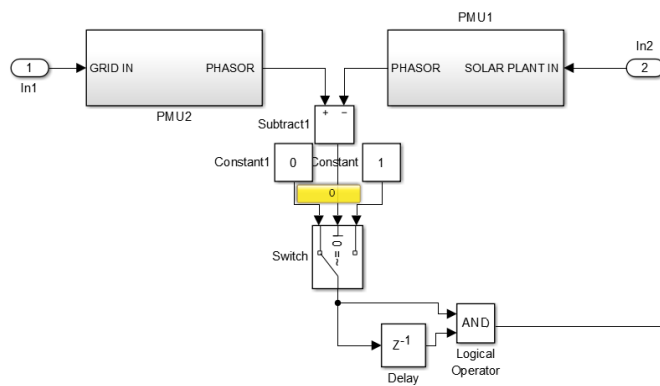 PMU1
1
In1
GRID IN
PHASOR
PMU2
PHASOR
SOLAR PLANT IN
In2
2
+ −
Subtract1
Constant1
0
Constant
1
0
~= 0
Switch
Z-1
Delay
AND
Logical
Operator